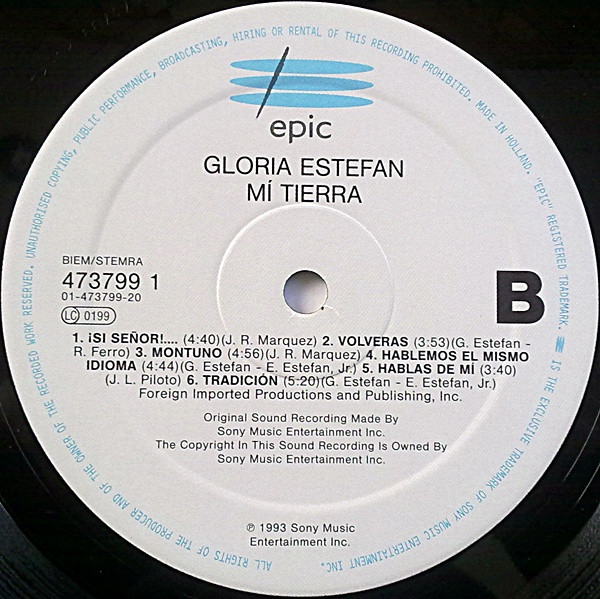 epic
GLORIA ESTEFAN
MÍ TIERRA
BIEM/STEMRA
473799 1
01-473799-20
LC 0199
B
1. ¡SI SEÑOR!.... (4:40)(J. R. Marquez) 2. VOLVERAS (3:53)(G. Estefan -
R. Ferro) 3. MONTUNO (4:56)(J. R. Marquez) 4. HABLEMOS EL MISMO
IDIOMA (4:44)(G. Estefan - E. Estefan, Jr.) 5. HABLAS DE MÍ (3:40)
(J. L. Piloto) 6. TRADICIÓN (5:20)(G. Estefan - E. Estefan, Jr.)
Foreign Imported Productions and Publishing, Inc.
Original Sound Recording Made By
Sony Music Entertainment Inc.
The Copyright In This Sound Recording Is Owned By
Sony Music Entertainment Inc.
℗ 1993 Sony Music
Entertainment Inc.
ALL RIGHTS OF THE PRODUCER AND OF THE OWNER OF THE RECORDED WORK RESERVED. UNAUTHORISED COPYING, PUBLIC PERFORMANCE, BROADCASTING, HIRING OR RENTAL OF THIS RECORDING PROHIBITED. MADE IN HOLLAND. "EPIC" REGISTERED TRADEMARK. IS THE EXCLUSIVE TRADEMARK OF SONY MUSIC ENTERTAINMENT INC.